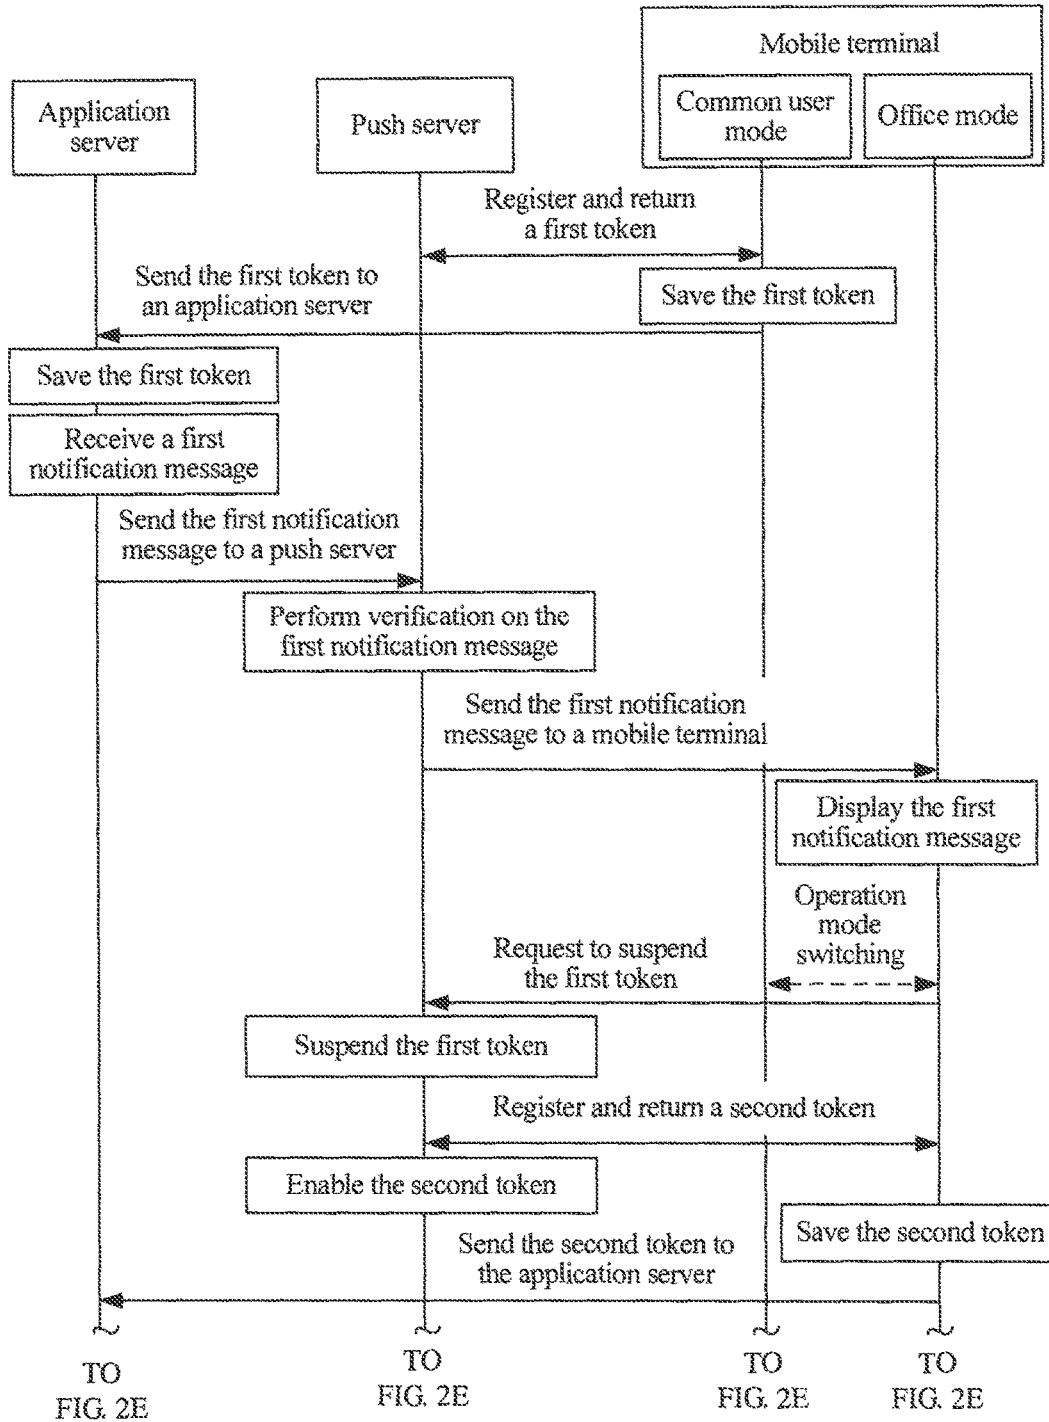 Mobile terminal
Application
server
Push server
Common user
mode
Office mode
Register and return
a first token
Send the first token to
an application server
Save the first token
Save the first token
Receive a first
notification message
Send the first notification
message to a push server
Perform verification on the
first notification message
Send the first notification
message to a mobile terminal
Display the first
notification message
Operation
mode
switching
Request to suspend
the first token
Suspend the first token
Register and return a second token
Enable the second token
Save the second token
Send the second token to
the application server
TO
FIG. 2E
TO
FIG. 2E
TO
FIG. 2E
TO
FIG. 2E